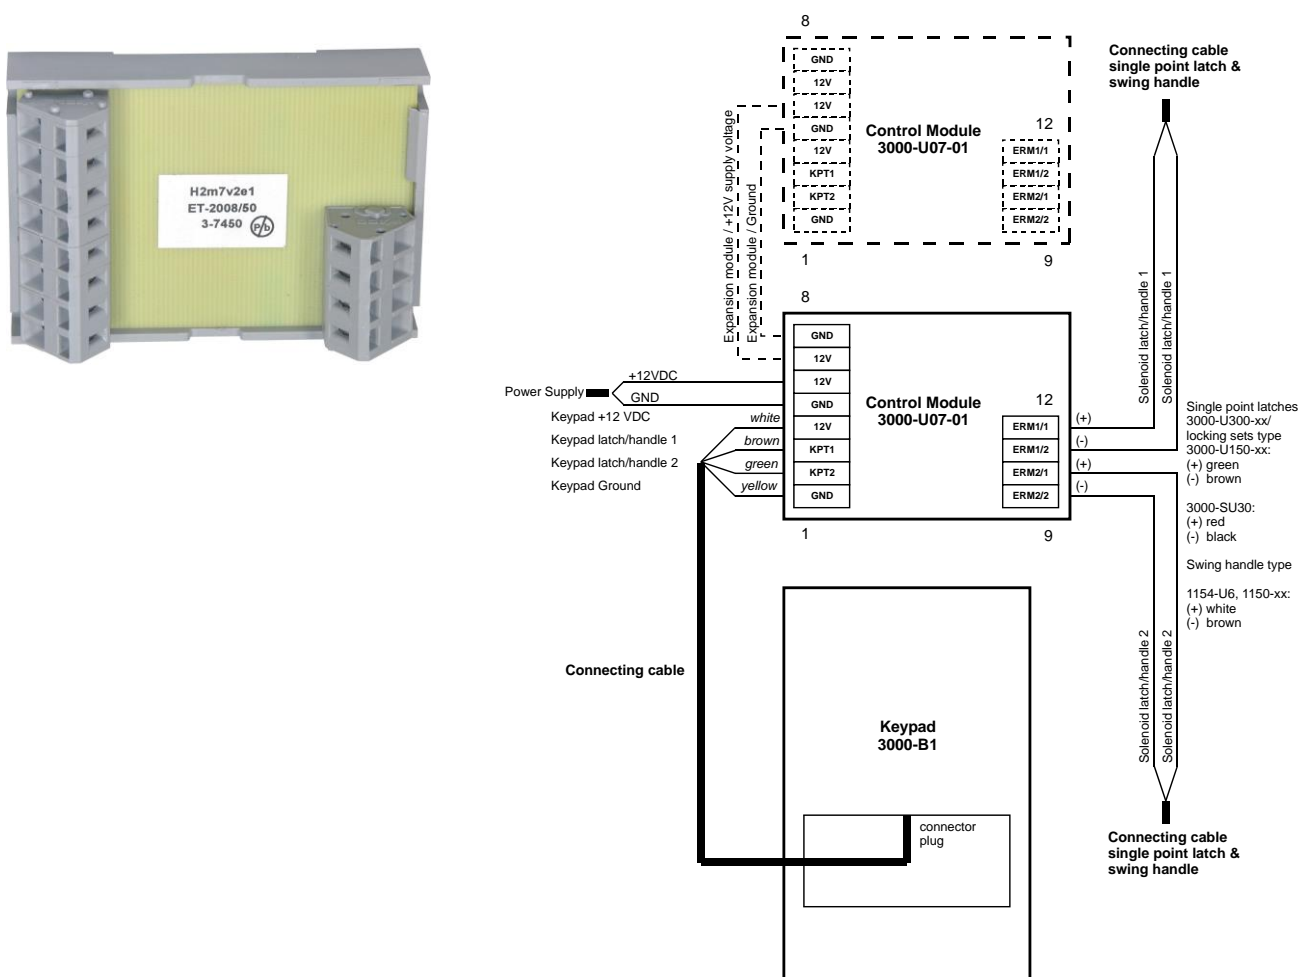 H2m7v2e1
ET-2008/50
3-7450
Pb
8
GND
12V
12V
GND
12V
KPT1
KPT2
GND
Control Module
3000-U07-01
12
ERM1/1
ERM1/2
ERM2/1
ERM2/2
1
9
Connecting cable
single point latch &
swing handle
Expansion module / +12V supply voltage
Expansion module / Ground
Solenoid latch/handle 1
Solenoid latch/handle 1
8
GND
12V
12V
GND
12V
KPT1
KPT2
GND
Control Module
3000-U07-01
12
ERM1/1
ERM1/2
ERM2/1
ERM2/2
1
9
Power Supply
+12VDC
GND
Keypad +12 VDC
white
Keypad latch/handle 1
brown
Keypad latch/handle 2
green
Keypad Ground
yellow
(+)
(-)
(+)
(-)
Single point latches
3000-U300-xx/
locking sets type
3000-U150-xx:
(+) green
(-) brown
3000-SU30:
(+) red
(-) black
Swing handle type
1154-U6, 1150-xx:
(+) white
(-) brown
Solenoid latch/handle 2
Solenoid latch/handle 2
Connecting cable
Keypad
3000-B1
connector
plug
Connecting cable
single point latch &
swing handle